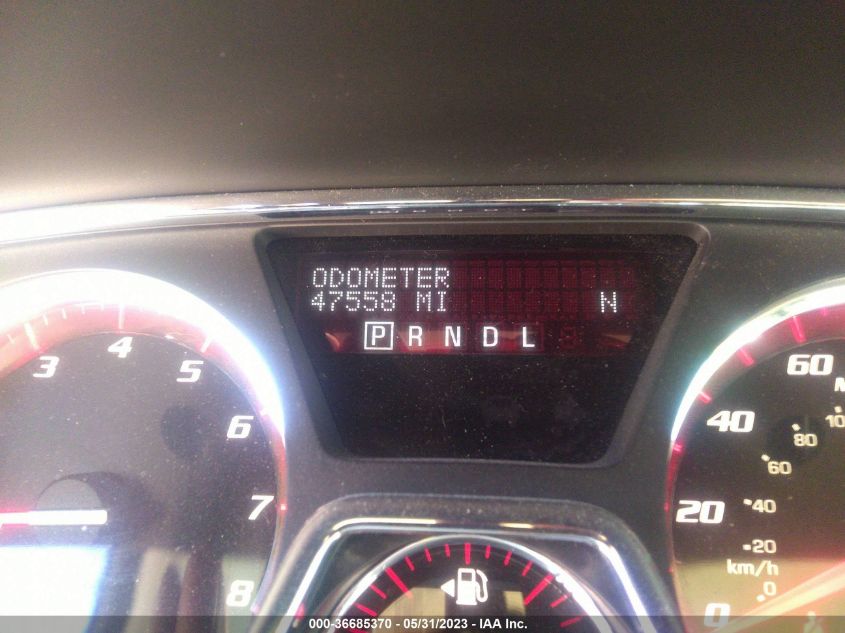 ODOMETER
47558 MI N
P R N D L
3 4 5 6 7 8
0 20 40 60
0 20 40 60 80
km/h
000-36685370 - 05/31/2023 - IAA Inc.